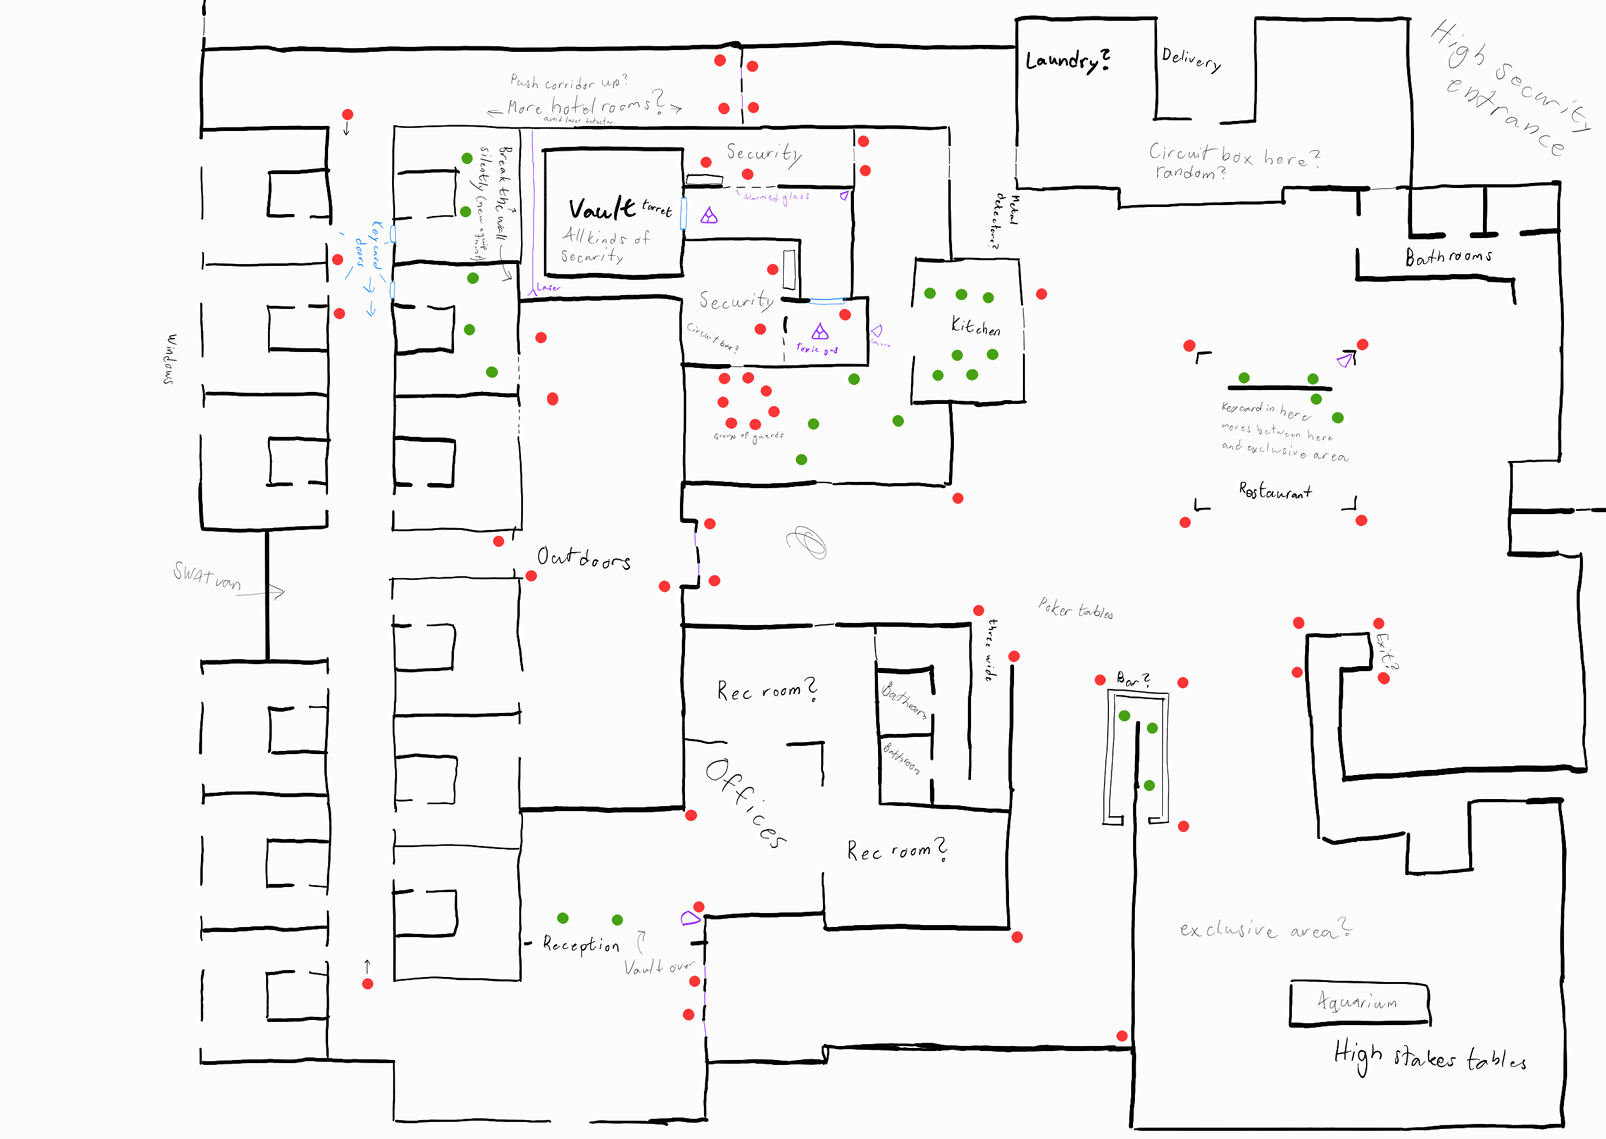 Laundry?
Delivery
High security
entrance
Push corridor up?
More hotel rooms?
avoid laser detector
Circuit box here?
random?
Security
Alarmed glass
Break the wall
silently?
Vault
turret
All kinds of
security
Metal
detectors?
Keycard
doors
Bathrooms
Laser
Security
Circuit box?
Toxic gas
Kitchen
Windows
Group of guards
Keycard in here
moves between here
and exclusive area
Restaurant
Outdoors
SWAT van
Poker tables
three wide
Exit?
Rec room?
Bathroom
Bar?
Bathroom
Offices
Rec room?
Reception
Vault over
exclusive area?
Aquarium
High stakes tables